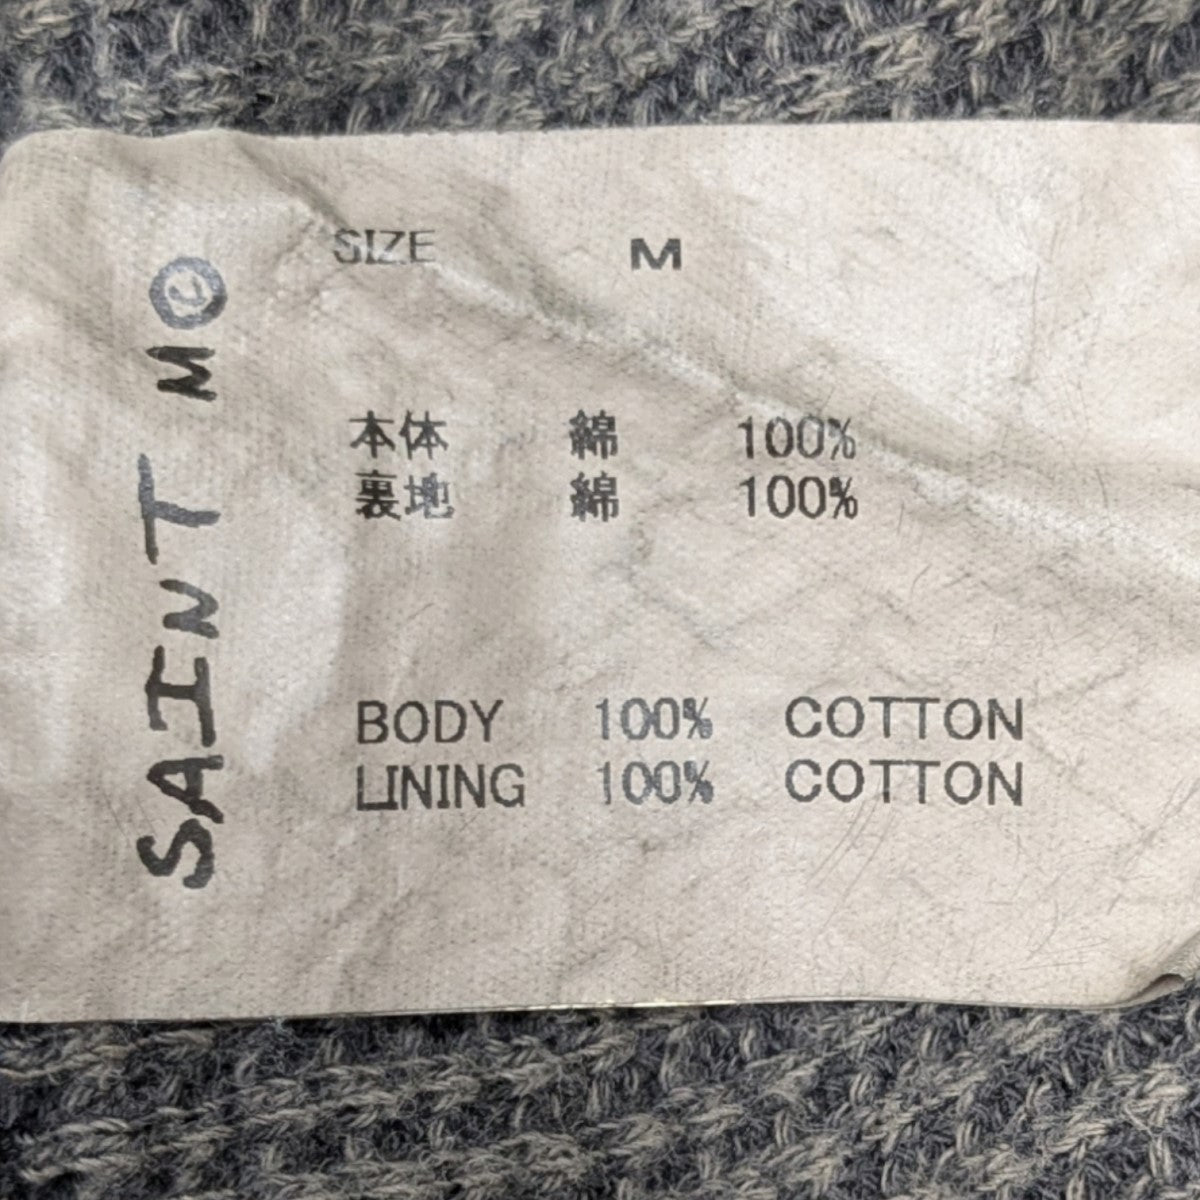 SAINT M ©
SIZE M
本体 綿 100%
裏地 綿 100%
BODY 100% COTTON
LINING 100% COTTON